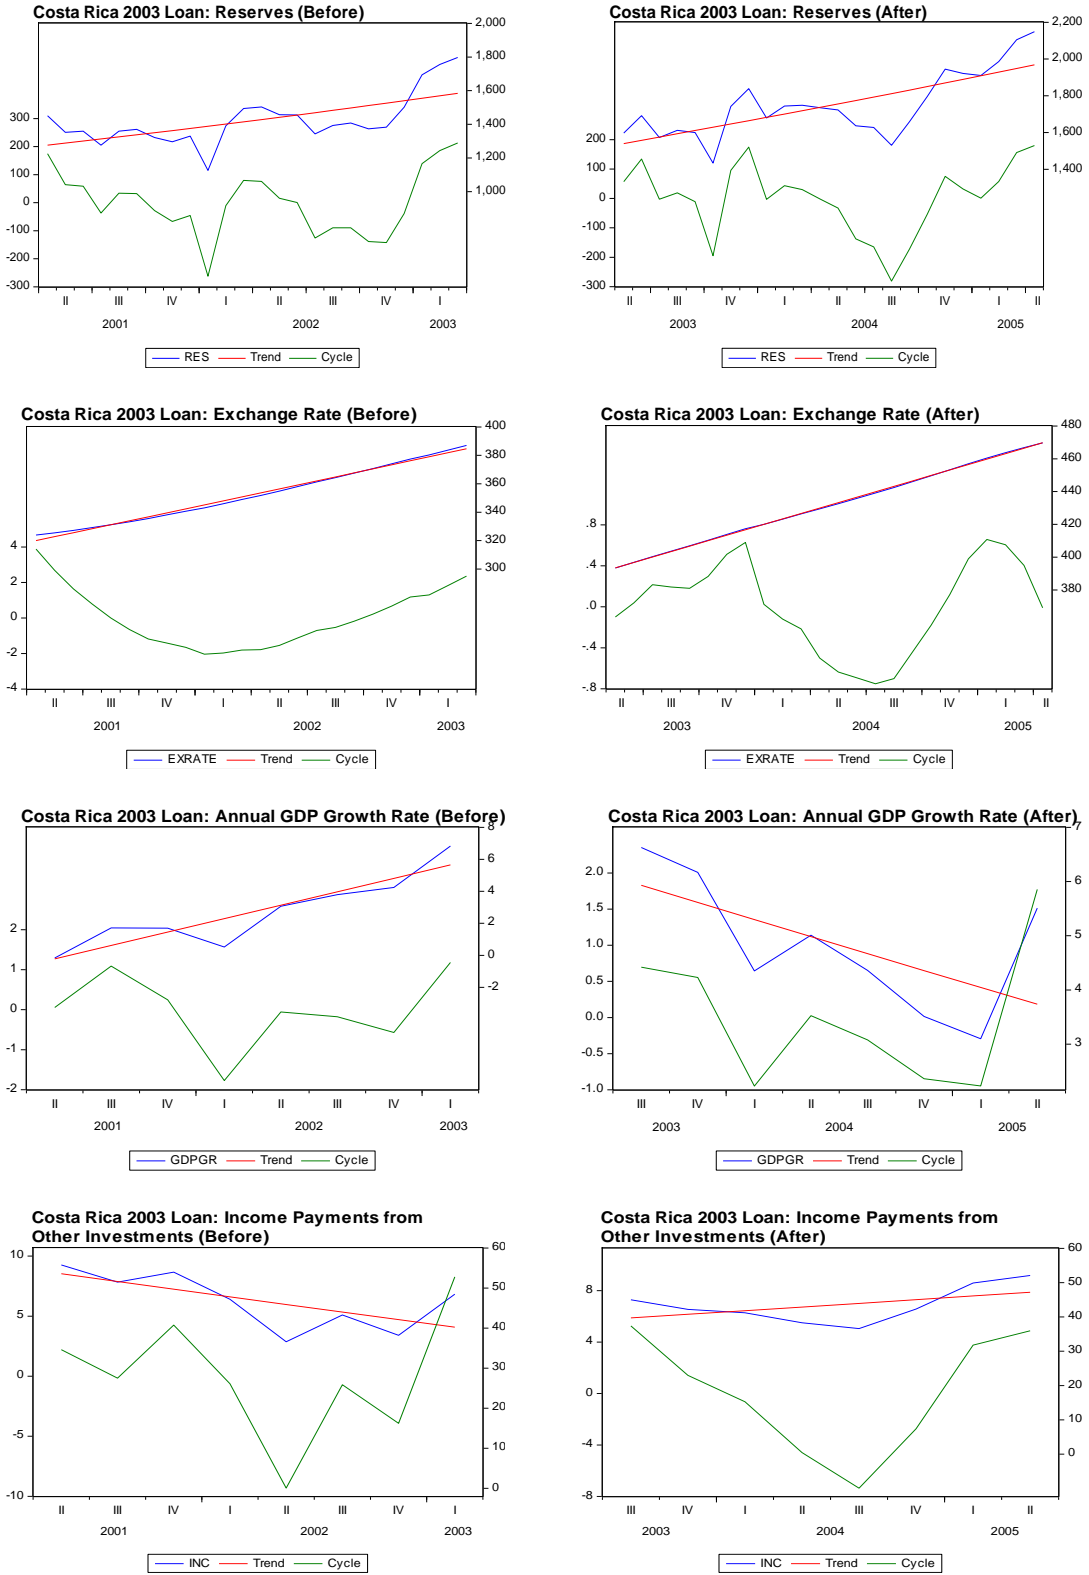 Costa Rica 2003 Loan: Reserves (Before)
2,000
1,800
1,600
1,400
1,200
1,000
300
200
100
0
-100
-200
-300
II III IV I II III IV I
2001 2002 2003
RES Trend Cycle
Costa Rica 2003 Loan: Reserves (After)
2,200
2,000
1,800
1,600
1,400
200
100
0
-100
-200
-300
II III IV I II III IV I II
2003 2004 2005
RES Trend Cycle
Costa Rica 2003 Loan: Exchange Rate (Before)
400
380
360
340
320
300
4
2
0
-2
-4
II III IV I II III IV I
2001 2002 2003
EXRATE Trend Cycle
Costa Rica 2003 Loan: Exchange Rate (After)
480
460
440
420
400
380
.8
.4
.0
-.4
-.8
II III IV I II III IV I II
2003 2004 2005
EXRATE Trend Cycle
Costa Rica 2003 Loan: Annual GDP Growth Rate (Before)
8
6
4
2
0
-2
2
1
0
-1
-2
II III IV I II III IV I
2001 2002 2003
GDPGR Trend Cycle
Costa Rica 2003 Loan: Annual GDP Growth Rate (After)
7
6
5
4
3
2.0
1.5
1.0
0.5
0.0
-0.5
-1.0
III IV I II III IV I II
2003 2004 2005
GDPGR Trend Cycle
Costa Rica 2003 Loan: Income Payments from
Other Investments (Before)
60
50
40
30
20
10
0
10
5
0
-5
-10
II III IV I II III IV I
2001 2002 2003
INC Trend Cycle
Costa Rica 2003 Loan: Income Payments from
Other Investments (After)
60
50
40
30
20
10
0
8
4
0
-4
-8
III IV I II III IV I II
2003 2004 2005
INC Trend Cycle